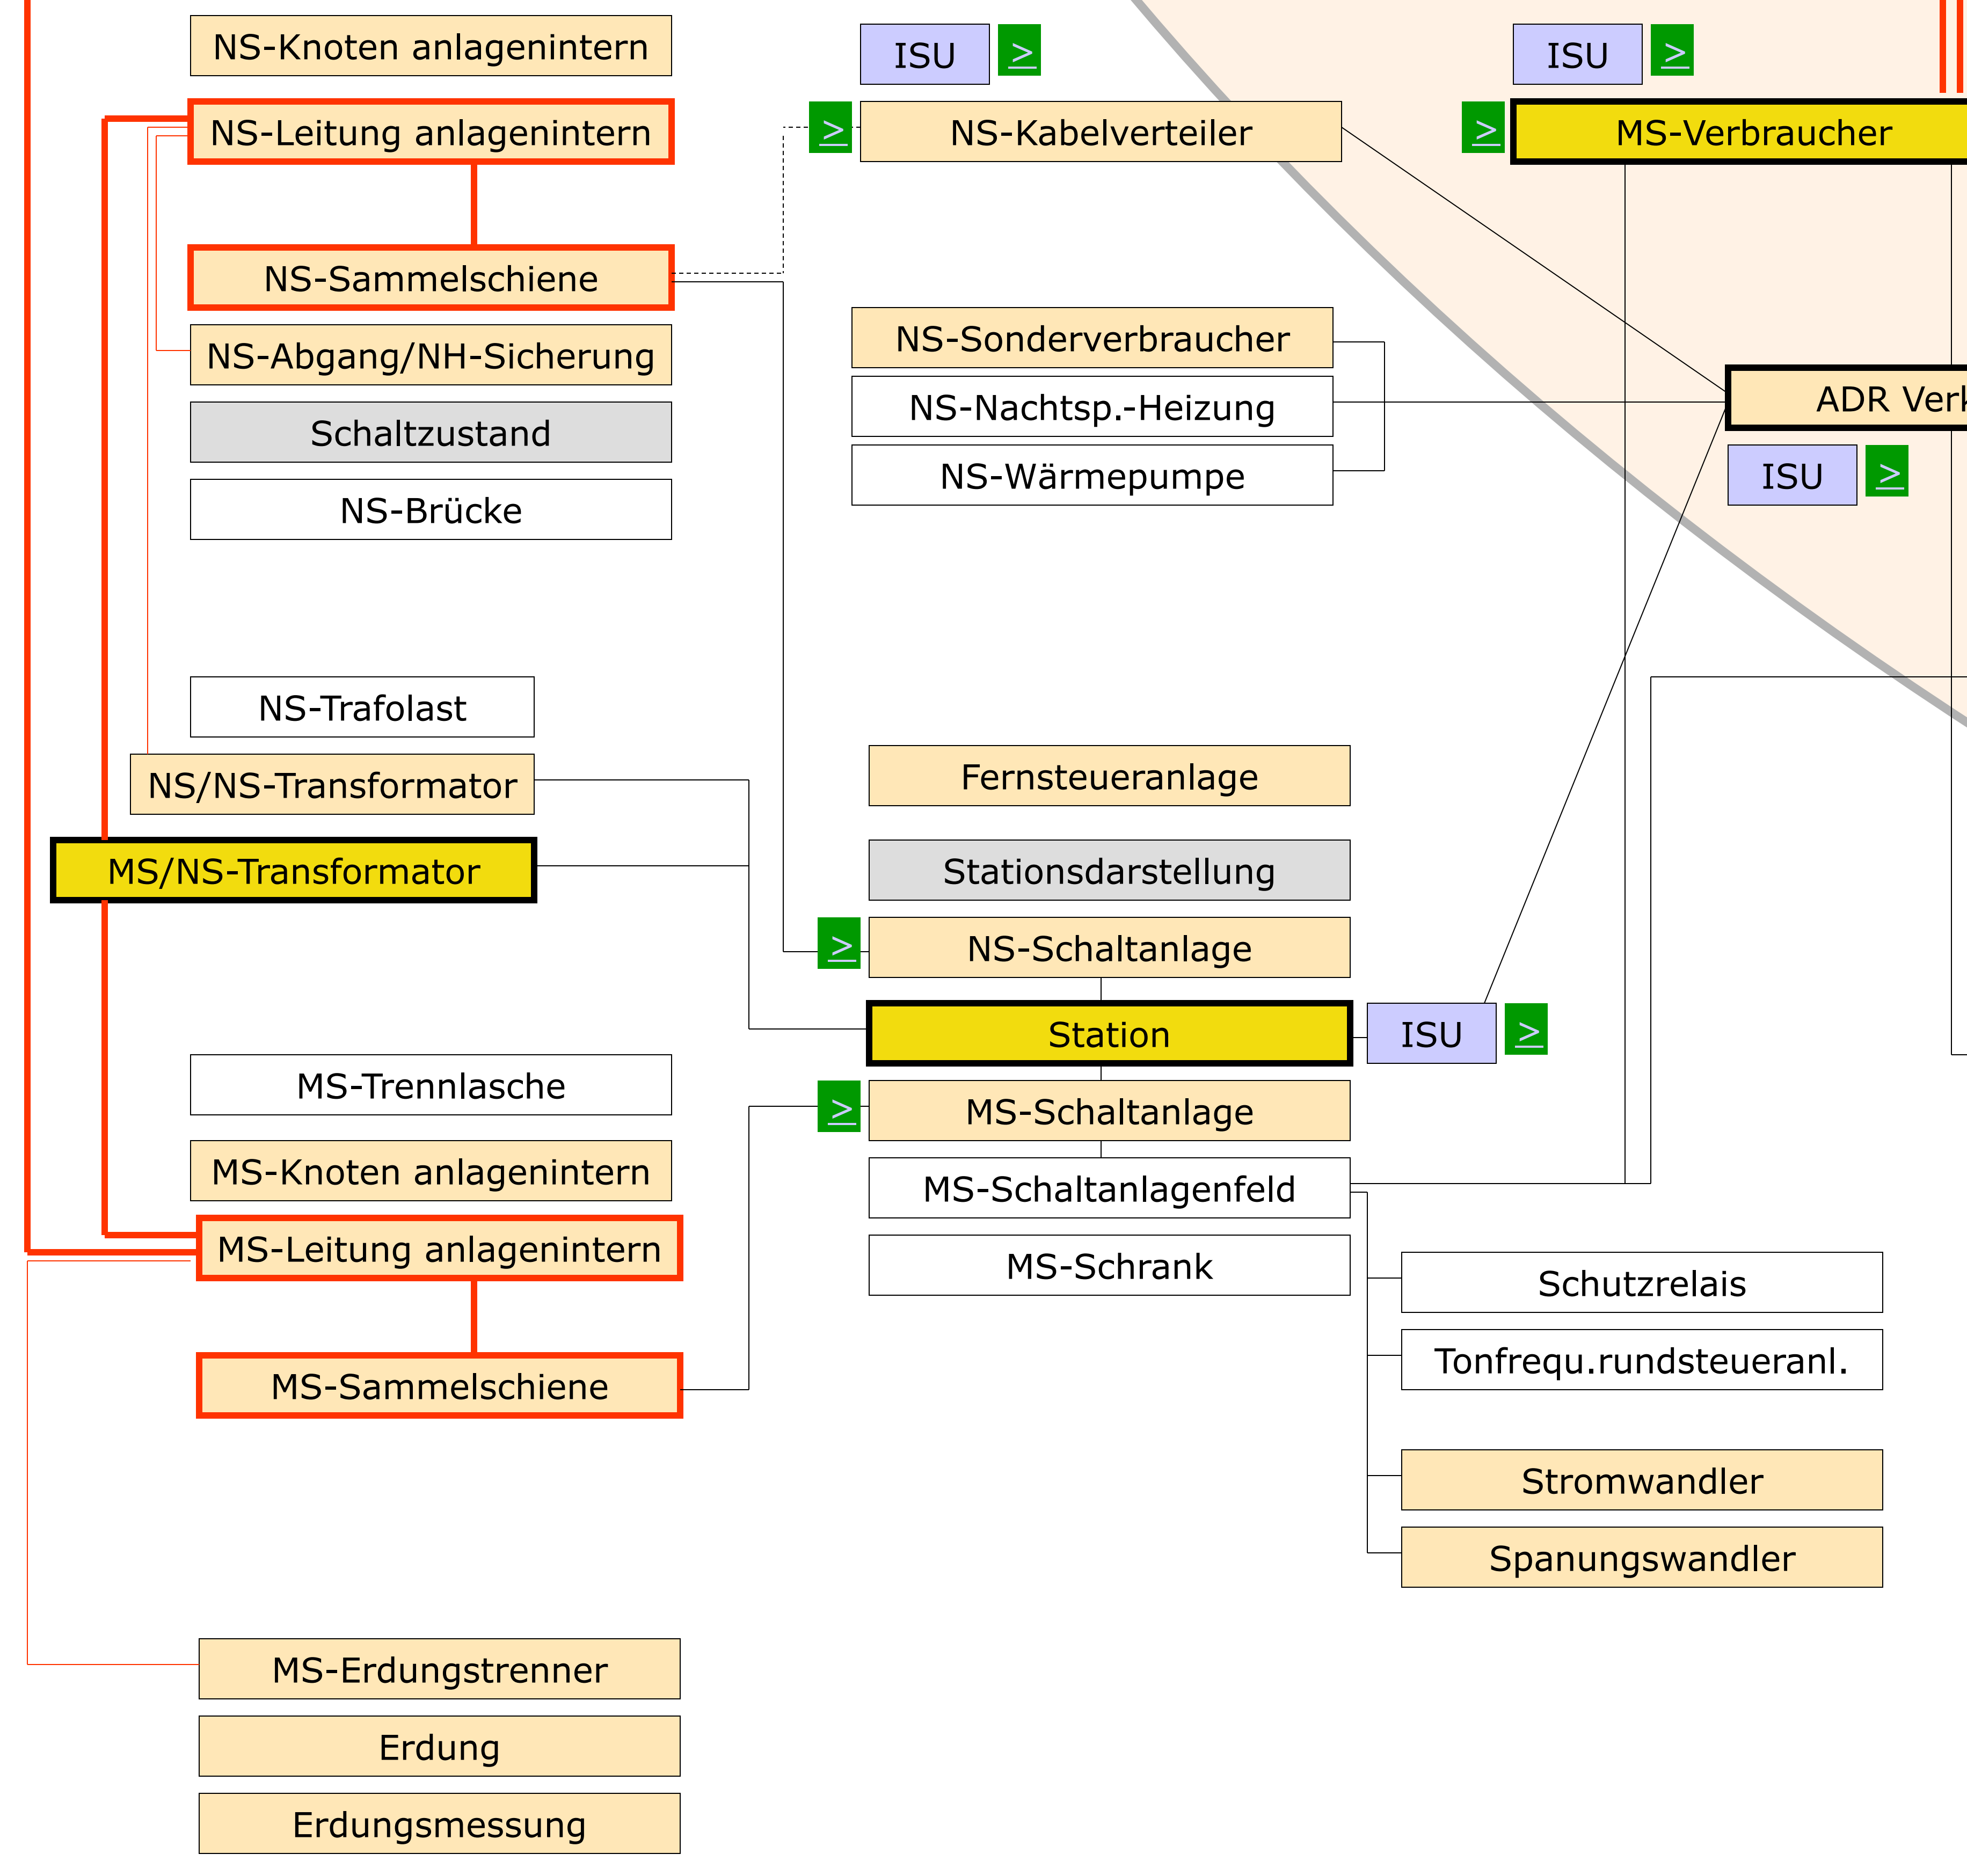 NS-Knoten anlagenintern
NS-Leitung anlagenintern
NS-Sammelschiene
NS-Abgang/NH-Sicherung
Schaltzustand
NS-Brücke
NS-Trafolast
NS/NS-Transformator
MS/NS-Transformator
MS-Trennlasche
MS-Knoten anlagenintern
MS-Leitung anlagenintern
MS-Sammelschiene
MS-Erdungstrenner
Erdung
Erdungsmessung
ISU >
> NS-Kabelverteiler
NS-Sonderverbraucher
NS-Nachtsp.-Heizung
NS-Wärmepumpe
Fernsteueranlage
Stationsdarstellung
> NS-Schaltanlage
Station
ISU >
> MS-Schaltanlage
MS-Schaltanlagenfeld
MS-Schrank
Schutzrelais
Tonfrequ.rundsteueranl.
Stromwandler
Spanungswandler
ISU >
> MS-Verbraucher
ADR
ISU >